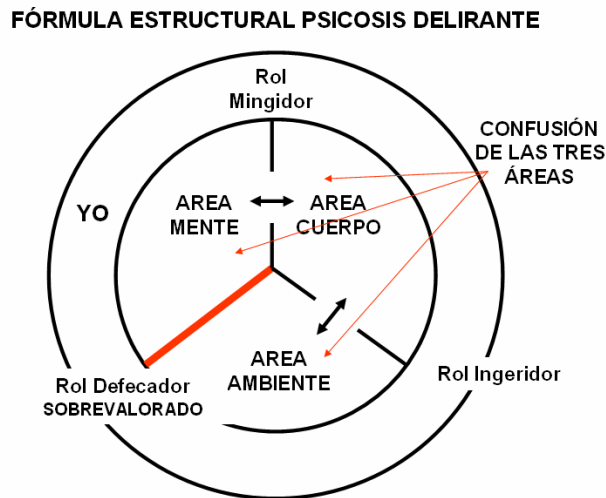 FÓRMULA ESTRUCTURAL PSICOSIS DELIRANTE
Rol
Mingidor
CONFUSIÓN
DE LAS TRES
ÁREAS
YO
AREA
MENTE
AREA
CUERPO
AREA
AMBIENTE
Rol Defecador
SOBREVALORADO
Rol Ingeridor